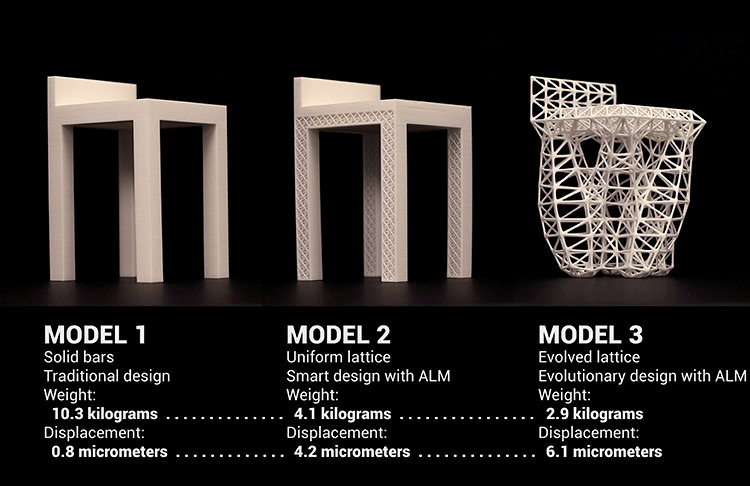 MODEL 1
Solid bars
Traditional design
Weight:
10.3 kilograms
Displacement:
0.8 micrometers
MODEL 2
Uniform lattice
Smart design with ALM
Weight:
4.1 kilograms
Displacement:
4.2 micrometers
MODEL 3
Evolved lattice
Evolutionary design with ALM
Weight:
2.9 kilograms
Displacement:
6.1 micrometers